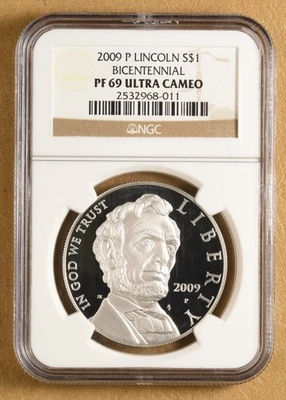 2009 P LINCOLN S$1
BICENTENNIAL
PF 69 ULTRA CAMEO
2532968-011
NGC
IN GOD WE TRUST
LIBERTY
2009
P